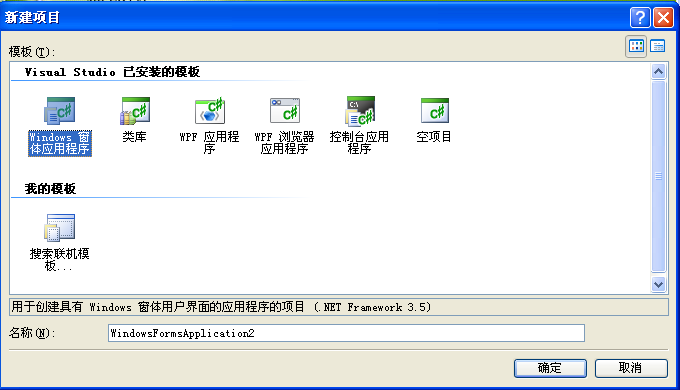 新建项目
模板(T):
Visual Studio 已安装的模板
Windows 窗体应用程序
类库
WPF 应用程序
WPF 浏览器应用程序
控制台应用程序
空项目
我的模板
搜索联机模板...
用于创建具有 Windows 窗体用户界面的应用程序的项目 (.NET Framework 3.5)
名称(N):
WindowsFormsApplication2
确定
取消